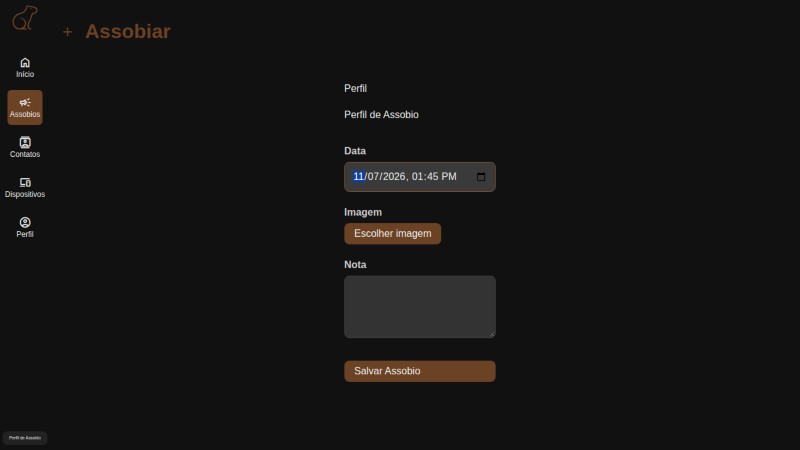 + Assobiar
Início
Assobios
Contatos
Dispositivos
Perfil
Perfil
Perfil de Assobio
Data
11/07/2026, 01:45 PM
Imagem
Escolher imagem
Nota
Salvar Assobio
Perfil de Assobio